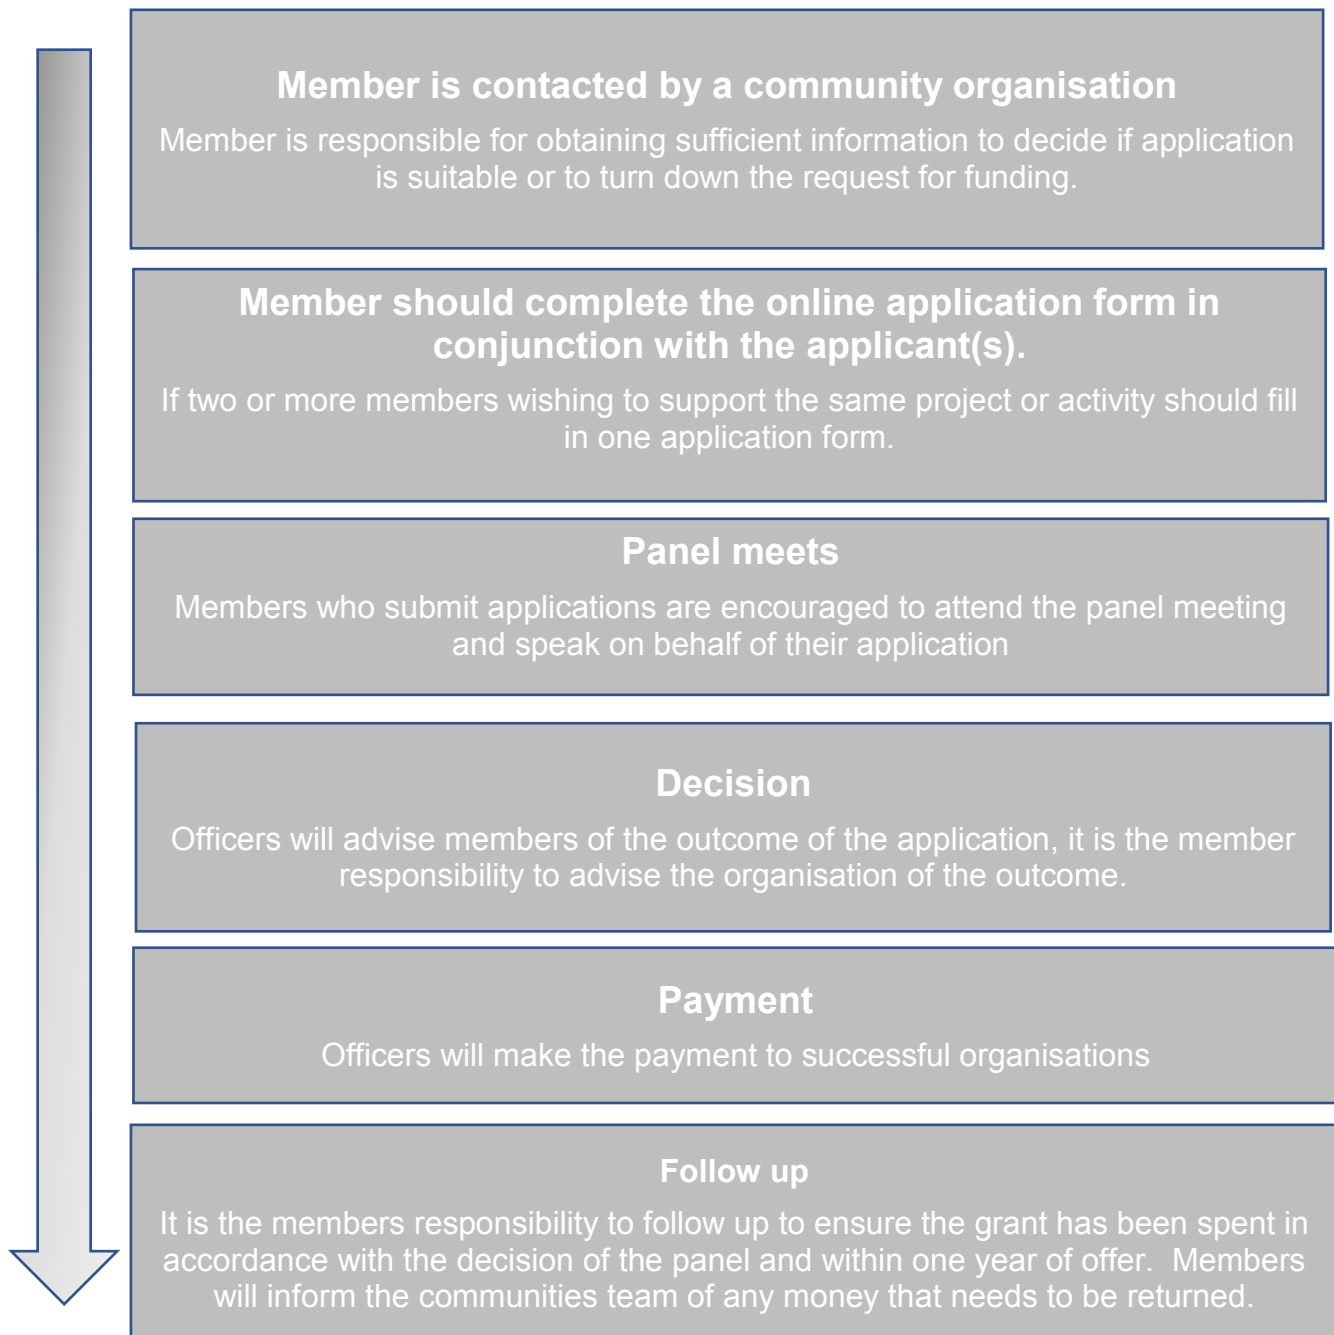 Member is contacted by a community organisation
Member is responsible for obtaining sufficient information to decide if application
is suitable or to turn down the request for funding.
Member should complete the online application form in
conjunction with the applicant(s).
If two or more members wishing to support the same project or activity should fill
in one application form.
Panel meets
Members who submit applications are encouraged to attend the panel meeting
and speak on behalf of their application
Decision
Officers will advise members of the outcome of the application, it is the member
responsibility to advise the organisation of the outcome.
Payment
Officers will make the payment to successful organisations
Follow up
It is the members responsibility to follow up to ensure the grant has been spent in
accordance with the decision of the panel and within one year of offer.  Members
will inform the communities team of any money that needs to be returned.